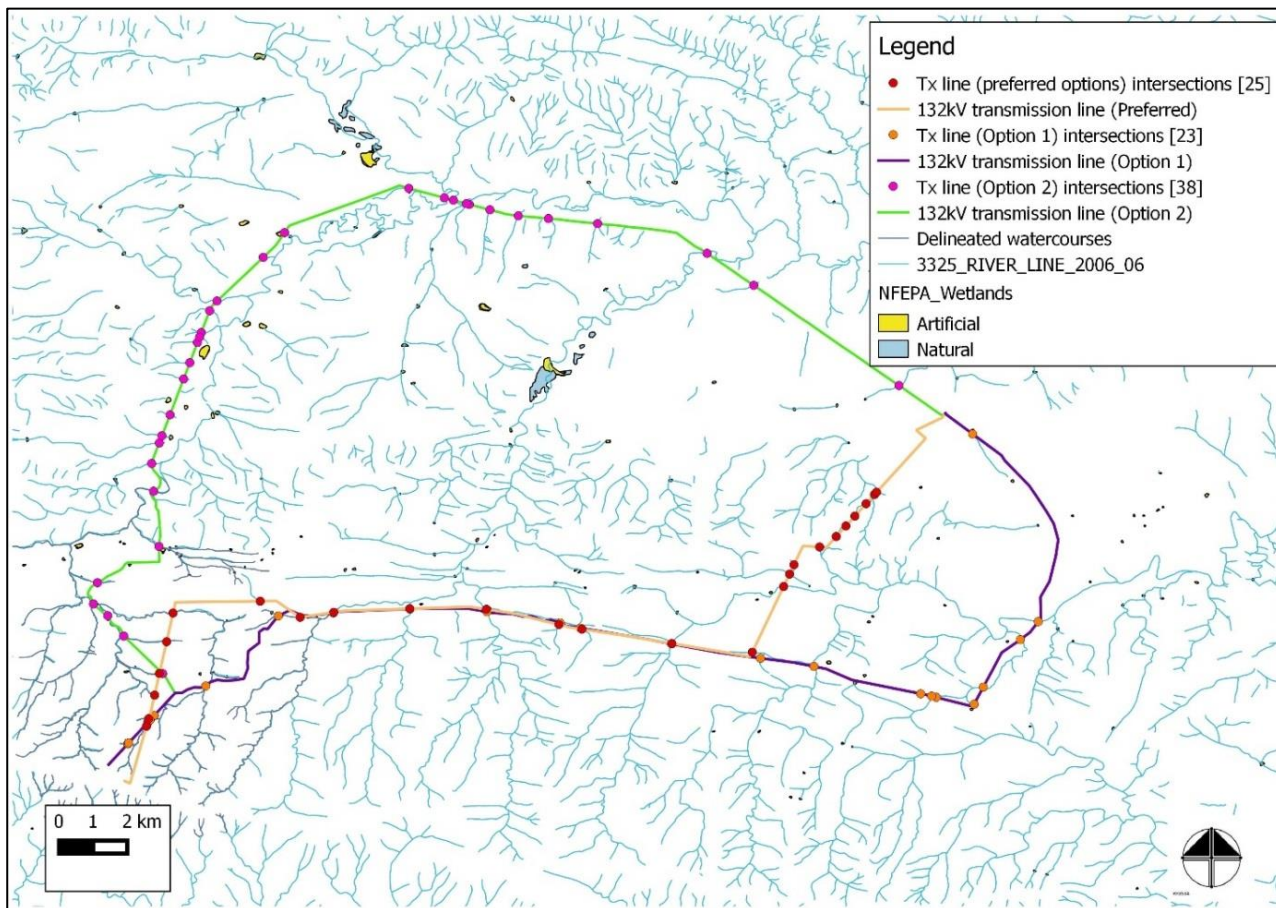 Legend
Tx line (preferred options) intersections [25]
132kV transmission line (Preferred)
Tx line (Option 1) intersections [23]
132kV transmission line (Option 1)
Tx line (Option 2) intersections [38]
132kV transmission line (Option 2)
Delineated watercourses
3325_RIVER_LINE_2006_06
NFEPA_Wetlands
Artificial
Natural
0 1 2 km